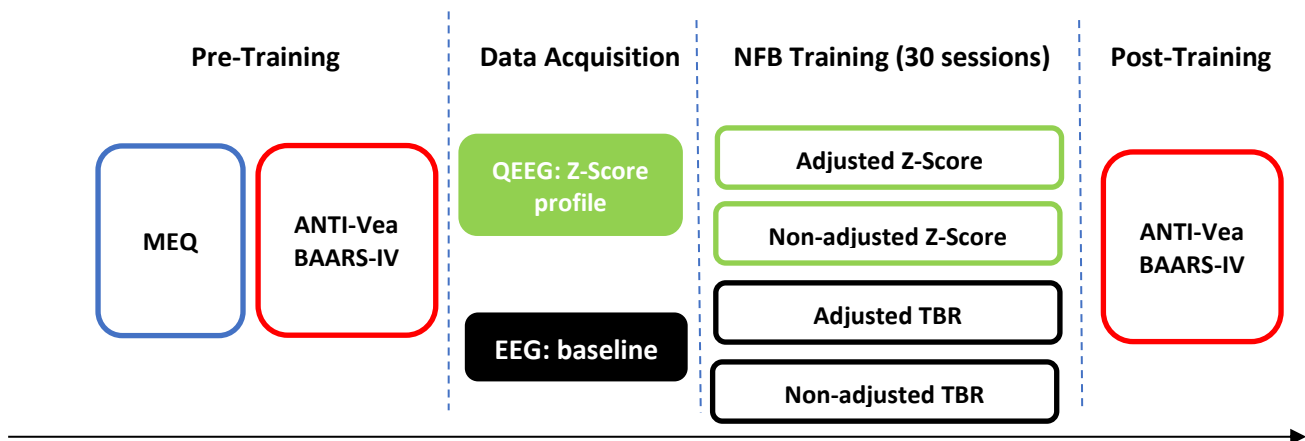 Pre-Training
Data Acquisition
NFB Training (30 sessions)
Post-Training
MEQ
ANTI-Vea
BAARS-IV
QEEG: Z-Score
profile
EEG: baseline
Adjusted Z-Score
Non-adjusted Z-Score
Adjusted TBR
Non-adjusted TBR
ANTI-Vea
BAARS-IV